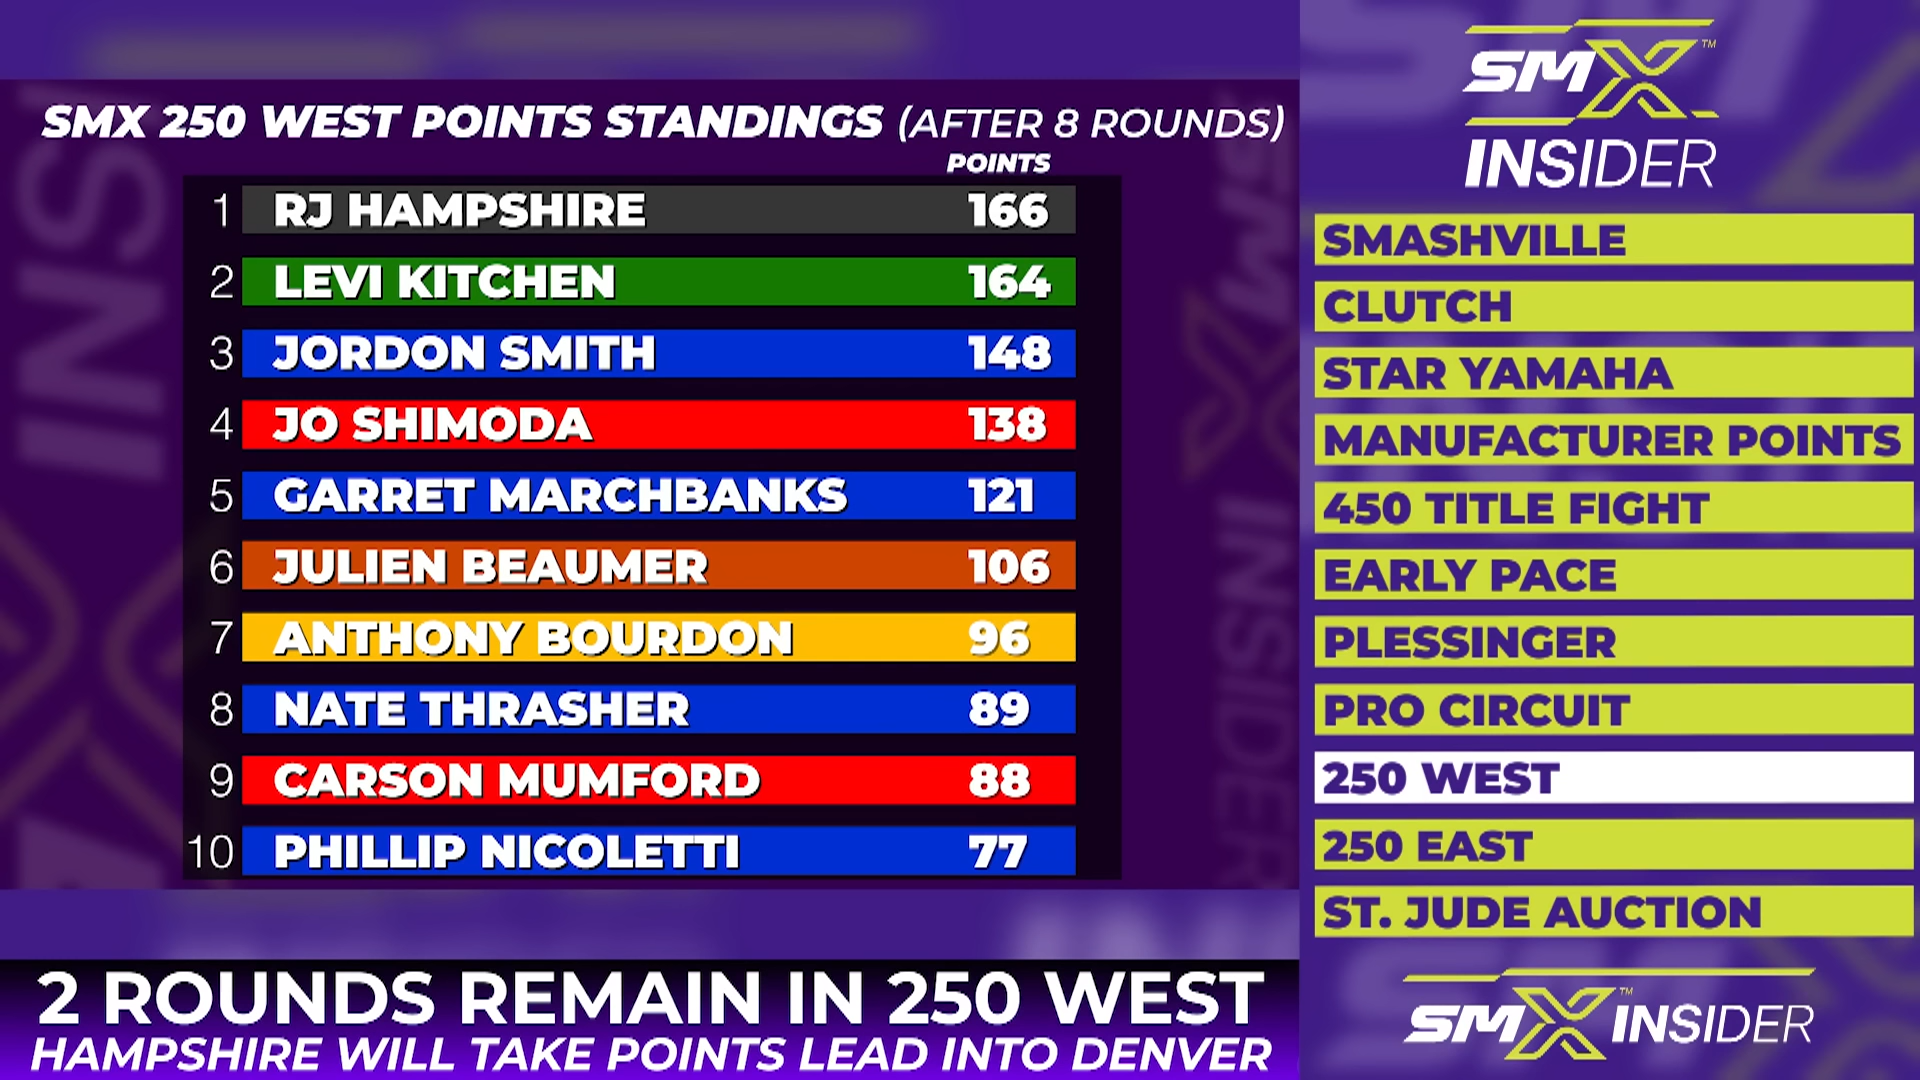 SMX 250 WEST POINTS STANDINGS (AFTER 8 ROUNDS)
POINTS
1 RJ HAMPSHIRE 166
2 LEVI KITCHEN 164
3 JORDON SMITH 148
4 JO SHIMODA 138
5 GARRET MARCHBANKS 121
6 JULIEN BEAUMER 106
7 ANTHONY BOURDON 96
8 NATE THRASHER 89
9 CARSON MUMFORD 88
10 PHILLIP NICOLETTI 77
2 ROUNDS REMAIN IN 250 WEST
HAMPSHIRE WILL TAKE POINTS LEAD INTO DENVER
SMX™
INSIDER
SMASHVILLE
CLUTCH
STAR YAMAHA
MANUFACTURER POINTS
450 TITLE FIGHT
EARLY PACE
PLESSINGER
PRO CIRCUIT
250 WEST
250 EAST
ST. JUDE AUCTION
SMX™ INSIDER